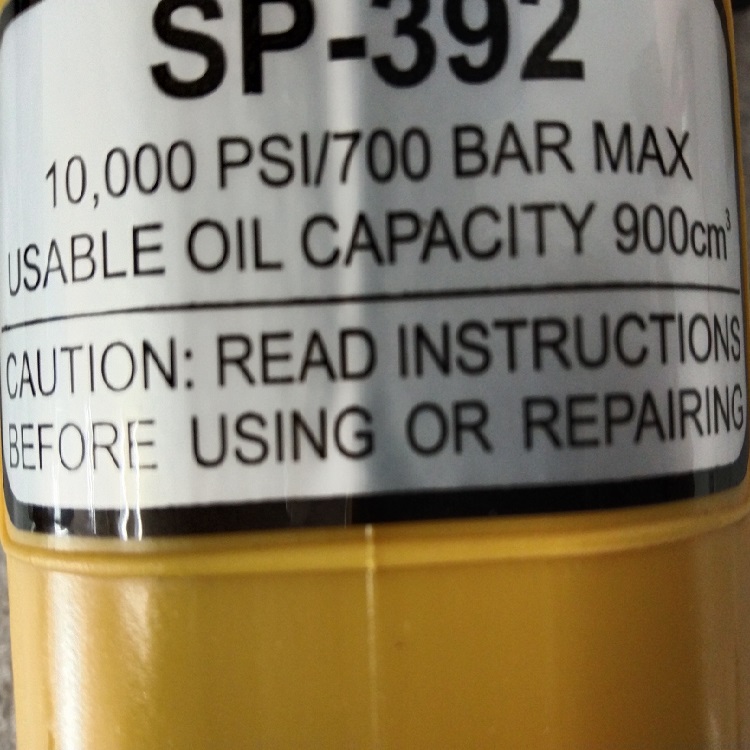 SP-392
10,000 PSI/700 BAR MAX
USABLE OIL CAPACITY 900cm³
CAUTION: READ INSTRUCTIONS
BEFORE USING OR REPAIRING